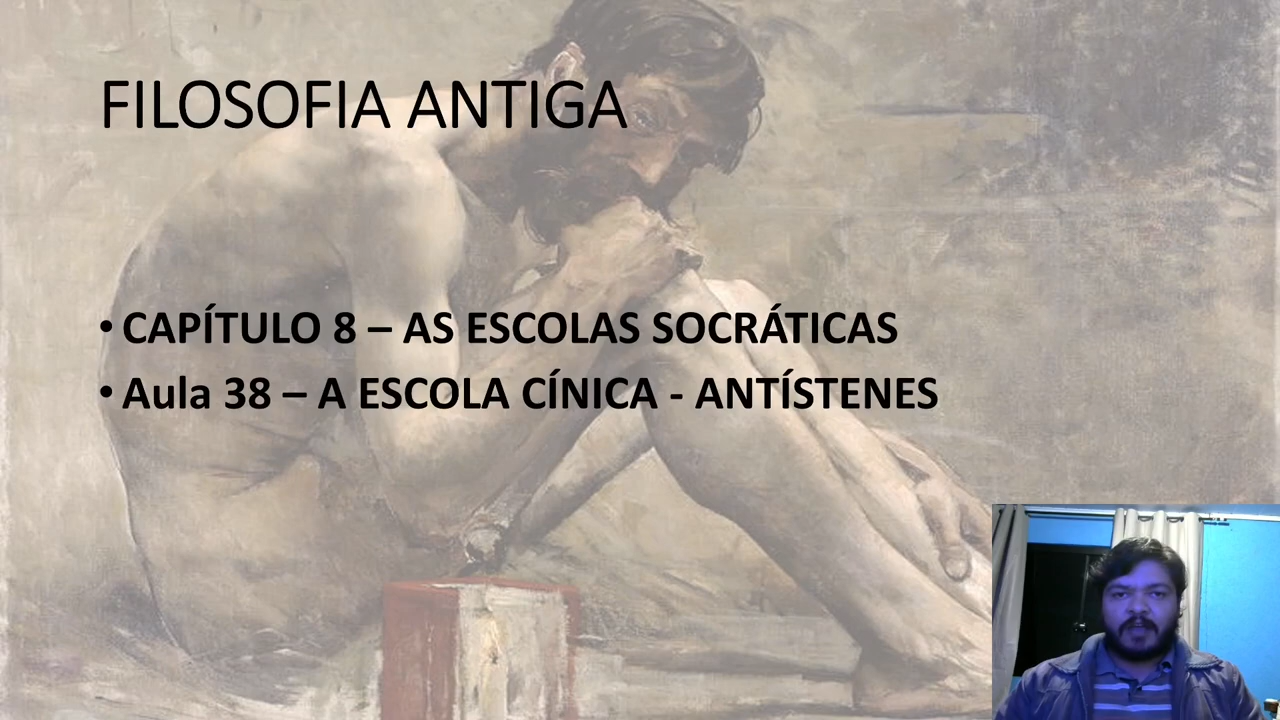 FILOSOFIA ANTIGA
• CAPÍTULO 8 – AS ESCOLAS SOCRÁTICAS
• Aula 38 – A ESCOLA CÍNICA - ANTÍSTENES